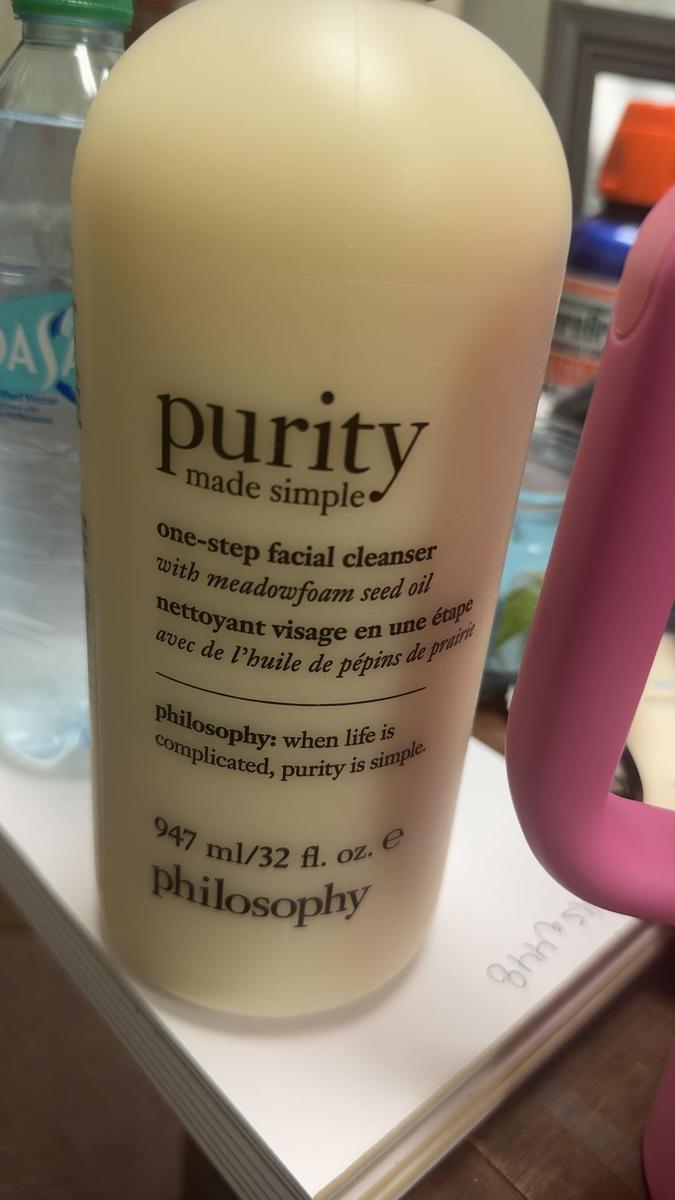 purity
made simple
one-step facial cleanser
with meadowfoam seed oil
nettoyant visage en une étape
avec de l'huile de pépins de prairie
philosophy: when life is
complicated, purity is simple.
947 ml/32 fl. oz. ℮
philosophy
DASA